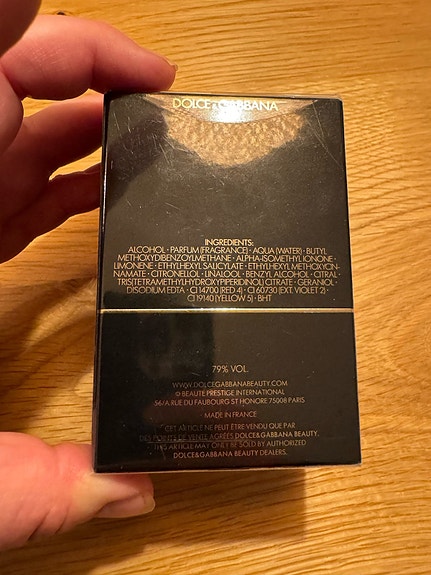 DOLCE&GABBANA
INGREDIENTS:
ALCOHOL · PARFUM (FRAGRANCE) · AQUA (WATER) · BUTYL
METHOXYDIBENZOYLMETHANE · ALPHA-ISOMETHYL IONONE ·
LIMONENE · ETHYLHEXYL SALICYLATE · ETHYLHEXYL METHOXYCIN-
NAMATE · CITRONELLOL · LINALOOL · BENZYL ALCOHOL · CITRAL ·
TRIS(TETRAMETHYLHYDROXYPIPERIDINOL) CITRATE · GERANIOL ·
DISODIUM EDTA · CI 14700 (RED 4) · CI 60730 (EXT. VIOLET 2) ·
CI 19140 (YELLOW 5) · BHT
79% VOL.
WWW.DOLCEGABBANABEAUTY.COM
© BEAUTE PRESTIGE INTERNATIONAL
56/A RUE DU FAUBOURG ST HONORE 75008 PARIS
MADE IN FRANCE
CET ARTICLE NE PEUT ÊTRE VENDU QUE PAR
DES POINTS DE VENTE AGRÉÉS DOLCE&GABBANA BEAUTY.
THIS ARTICLE MAY ONLY BE SOLD BY AUTHORIZED
DOLCE&GABBANA BEAUTY DEALERS.